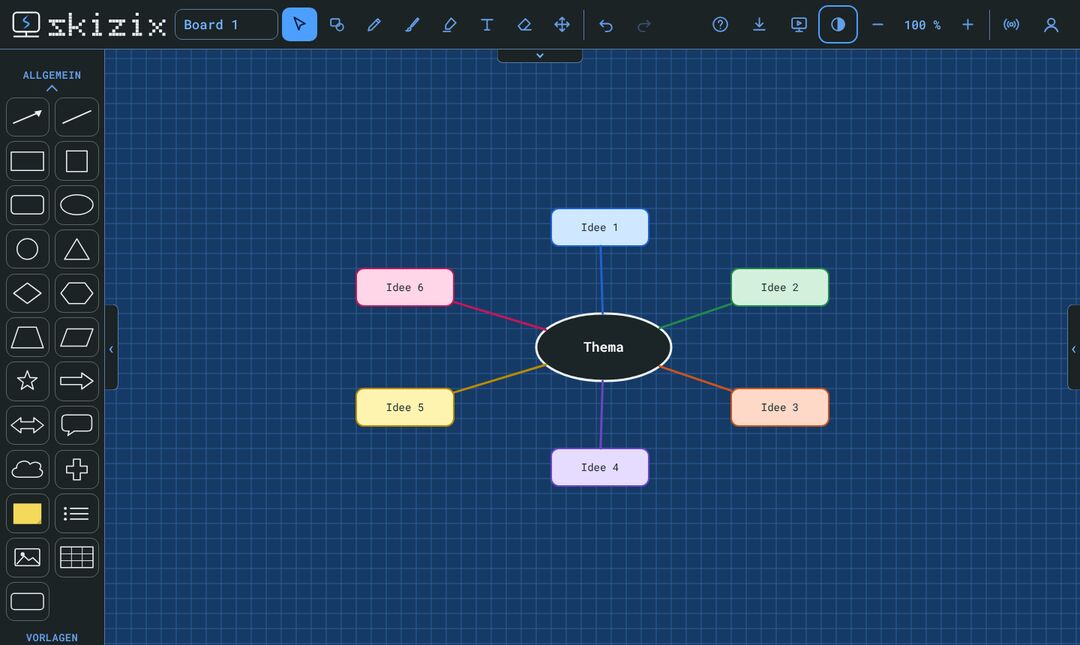 skizix
Board 1
100 %
ALLGEMEIN
Idee 1
Idee 6
Idee 2
Thema
Idee 5
Idee 3
Idee 4
VORLAGEN